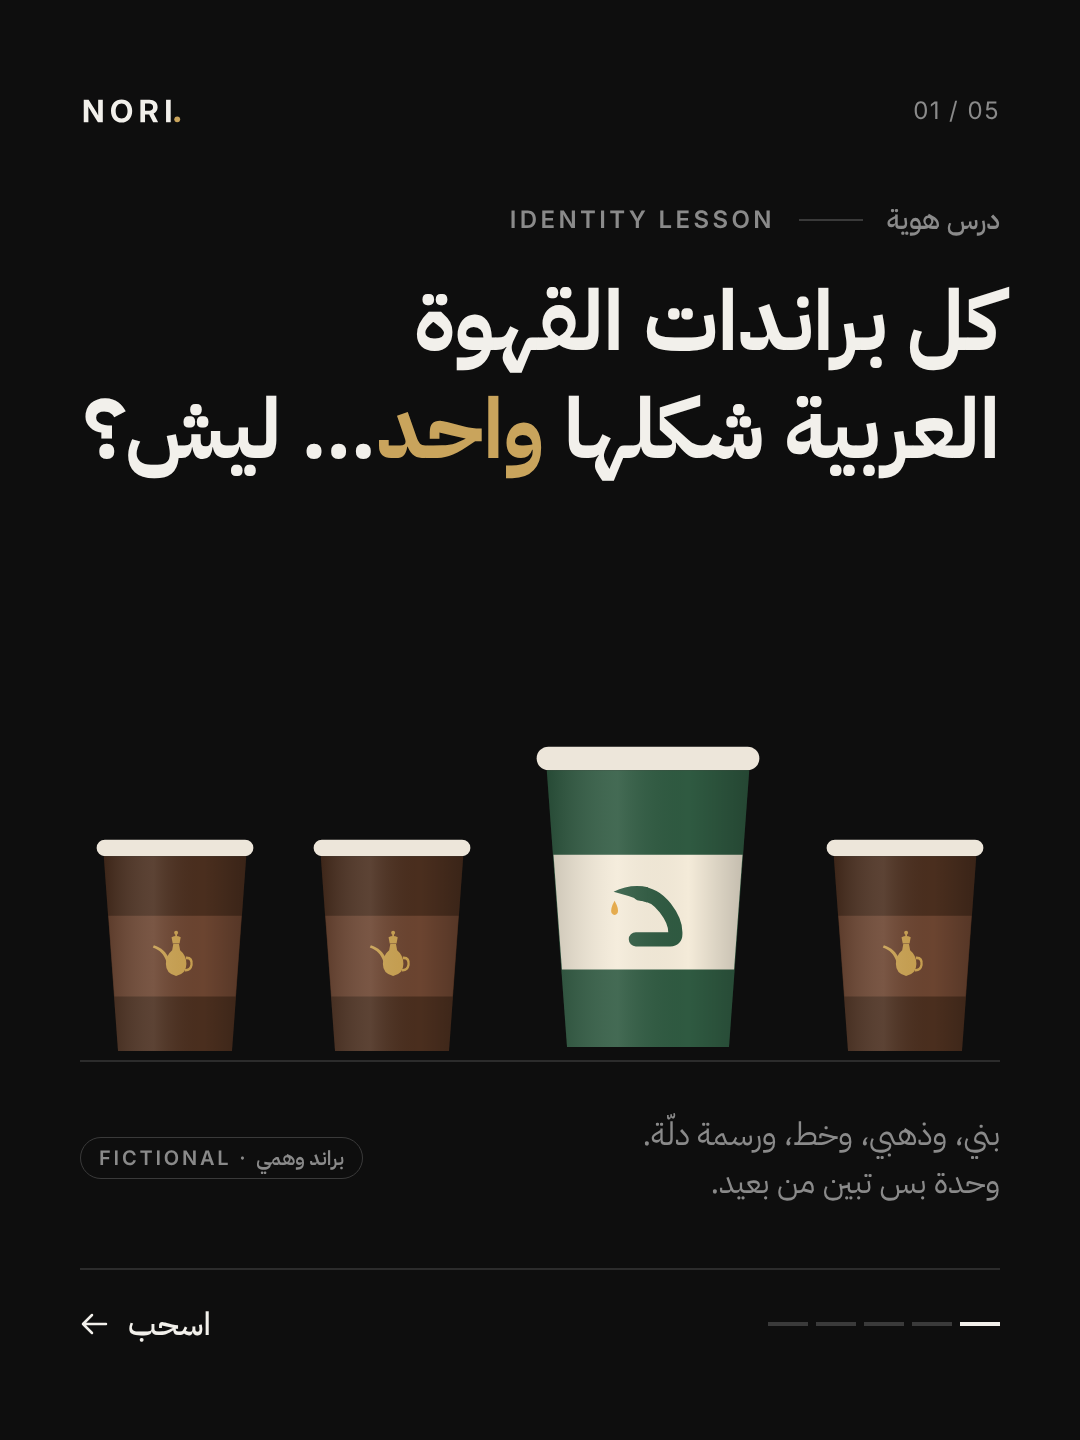 NORI.
01 / 05
درس هوية — IDENTITY LESSON
كل براندات القهوة
العربية شكلها واحد... ليش؟
بني، وذهبي، وخط، ورسمة دلّة.
وحدة بس تبين من بعيد.
براند وهمي · FICTIONAL
اسحب ←